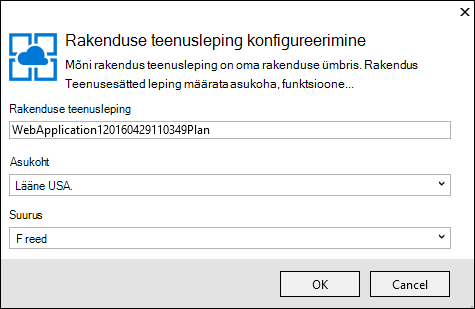 Rakenduse teenusleping konfigureerimine
Mõni rakendus teenusleping on oma rakenduse ümbris. Rakendus
Teenusesätted leping määrata asukoha, funktsioone...
Rakenduse teenusleping
WebApplication120160429110349Plan
Asukoht
Lääne USA.
Suurus
F reed
OK
Cancel